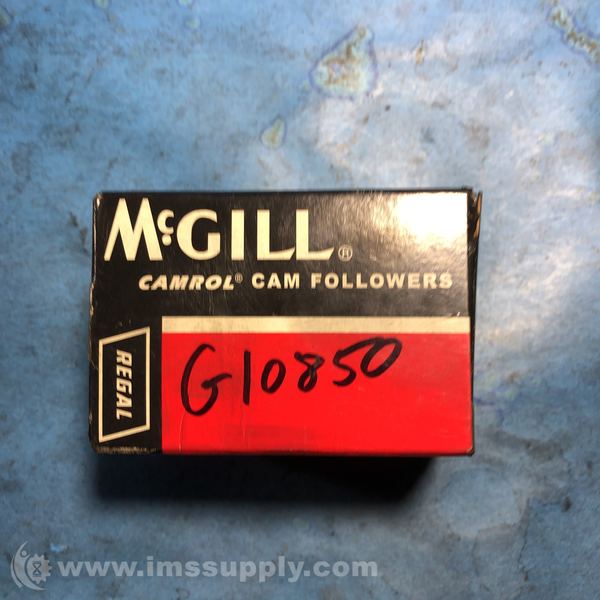 McGILL®
CAMROL® CAM FOLLOWERS
REGAL
G10850
www.imssupply.com